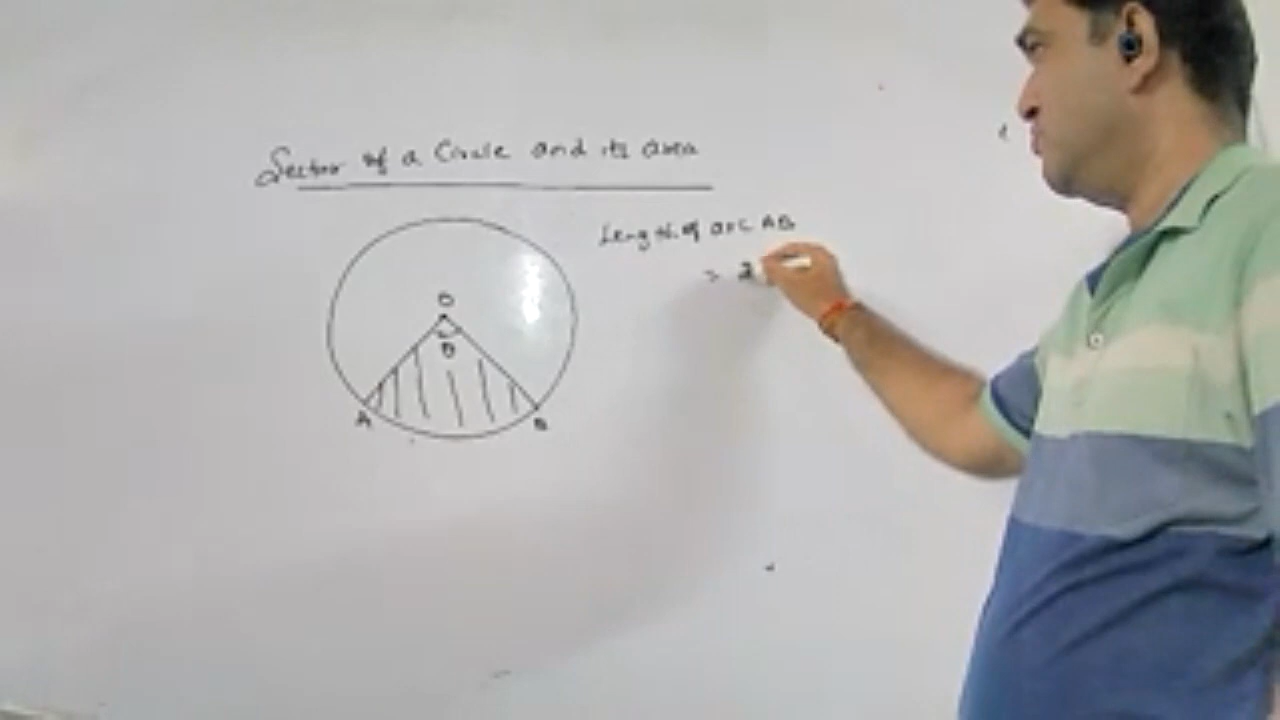 Sector of a Circle and its area
Length of arc AB
= 2
O
θ
A
B